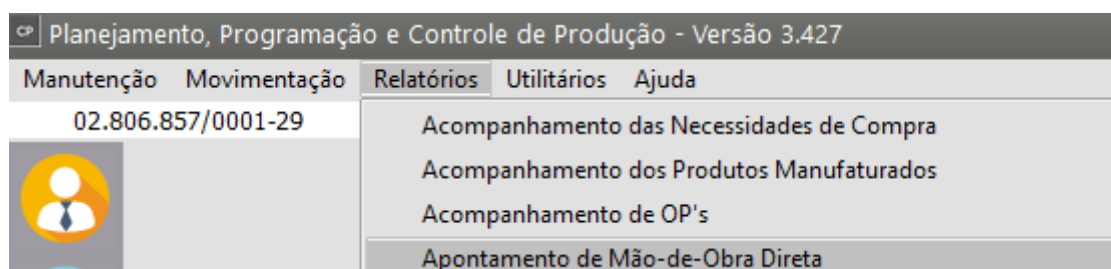 CP Planejamento, Programação e Controle de Produção - Versão 3.427
Manutenção Movimentação Relatórios Utilitários Ajuda
02.806.857/0001-29
Acompanhamento das Necessidades de Compra
Acompanhamento dos Produtos Manufaturados
Acompanhamento de OP's
Apontamento de Mão-de-Obra Direta